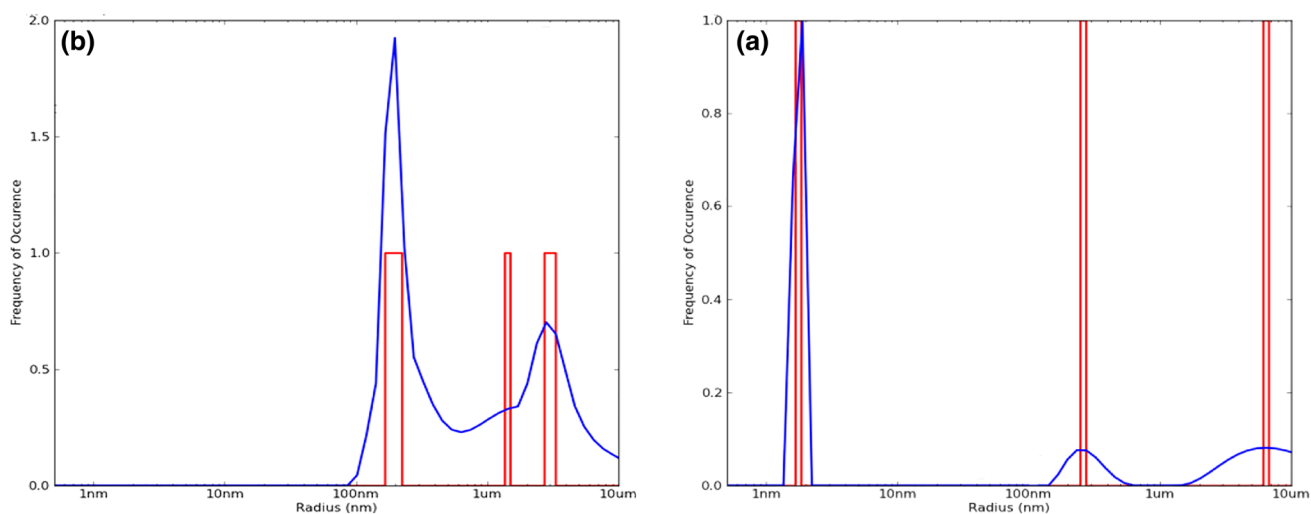 (b)
2.0
1.5
1.0
0.5
0.0
Frequency of Occurence
1nm 10nm 100nm 1um 10um
Radius (nm)
(a)
1.0
0.8
0.6
0.4
0.2
0.0
Frequency of Occurence
1nm 10nm 100nm 1um 10um
Radius (nm)